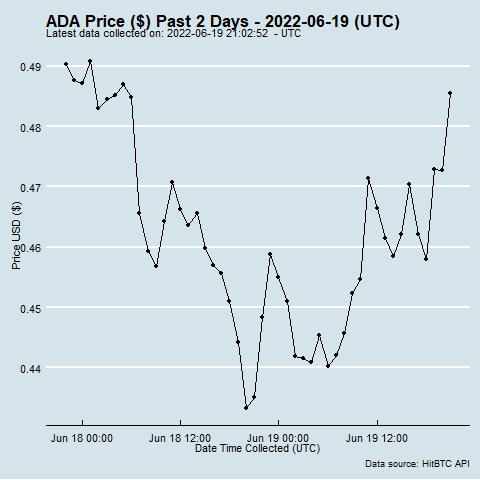 ADA Price ($) Past 2 Days - 2022-06-19 (UTC)
Latest data collected on: 2022-06-19 21:02:52 - UTC
0.49
0.48
0.47
0.46
0.45
0.44
Price USD ($)
Jun 18 00:00 Jun 18 12:00 Jun 19 00:00 Jun 19 12:00
Date Time Collected (UTC)
Data source: HitBTC API